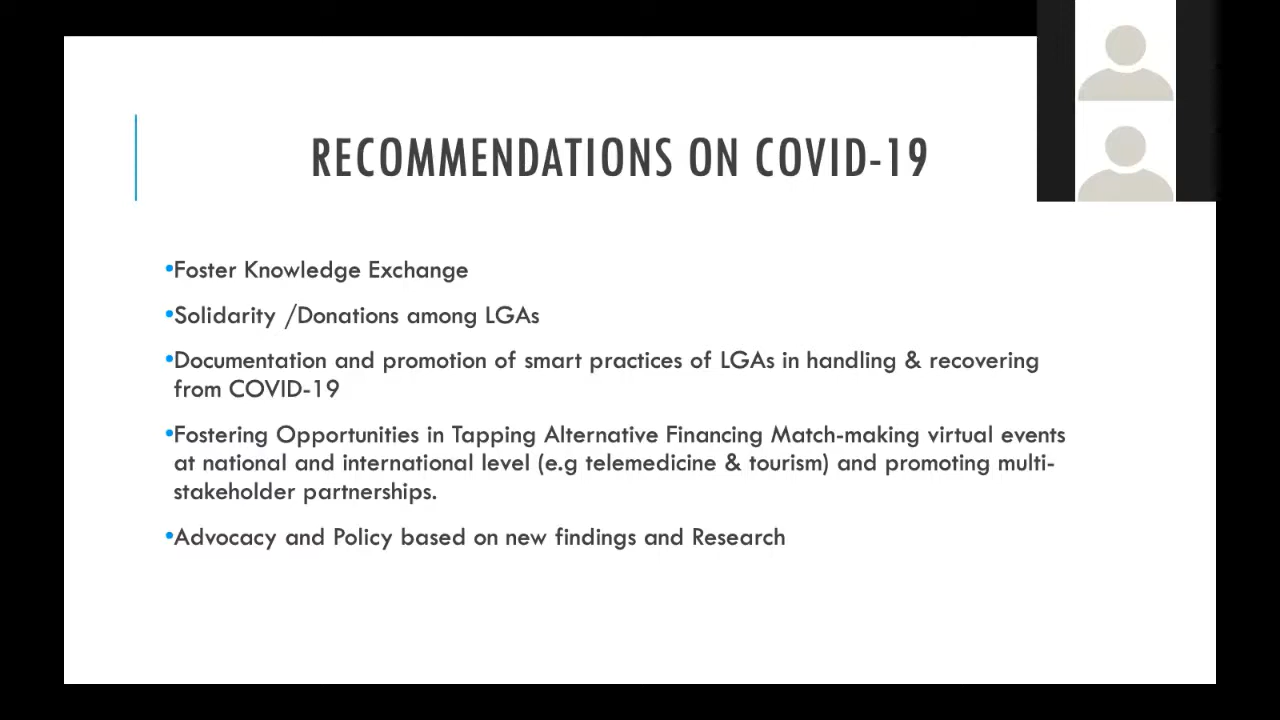 RECOMMENDATIONS ON COVID-19
•Foster Knowledge Exchange
•Solidarity /Donations among LGAs
•Documentation and promotion of smart practices of LGAs in handling & recovering
from COVID-19
•Fostering Opportunities in Tapping Alternative Financing Match-making virtual events
at national and international level (e.g telemedicine & tourism) and promoting multi-
stakeholder partnerships.
•Advocacy and Policy based on new findings and Research